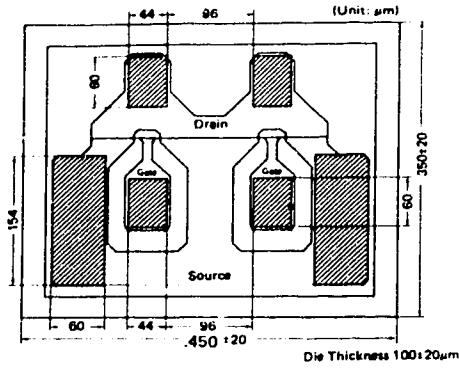 44 96 (Unit: μm)
60
Drain
350±20
Gate Gate
154
60
Source
60 44 96
.450 ±20
Die Thickness 100±20μm